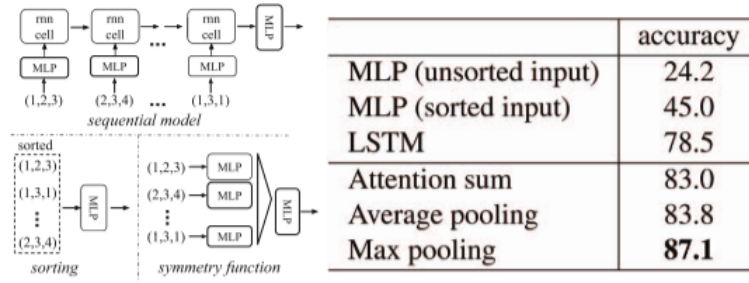 rnn cell
rnn cell
...
rnn cell
MLP
MLP
MLP
MLP
(1,2,3)
(2,3,4)
...
(1,3,1)
sequential model
sorted
(1,2,3)
(1,3,1)
(2,3,4)
MLP
sorting
(1,2,3)
MLP
(2,3,4)
MLP
(1,3,1)
MLP
MLP
symmetry function
accuracy
MLP (unsorted input) 24.2
MLP (sorted input) 45.0
LSTM 78.5
Attention sum 83.0
Average pooling 83.8
Max pooling 87.1